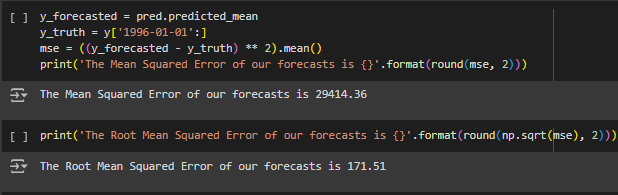 [ ] y_forecasted = pred.predicted_mean
y_truth = y['1996-01-01':]
mse = ((y_forecasted - y_truth) ** 2).mean()
print('The Mean Squared Error of our forecasts is {}'.format(round(mse, 2)))
The Mean Squared Error of our forecasts is 29414.36
[ ] print('The Root Mean Squared Error of our forecasts is {}'.format(round(np.sqrt(mse), 2)))
The Root Mean Squared Error of our forecasts is 171.51